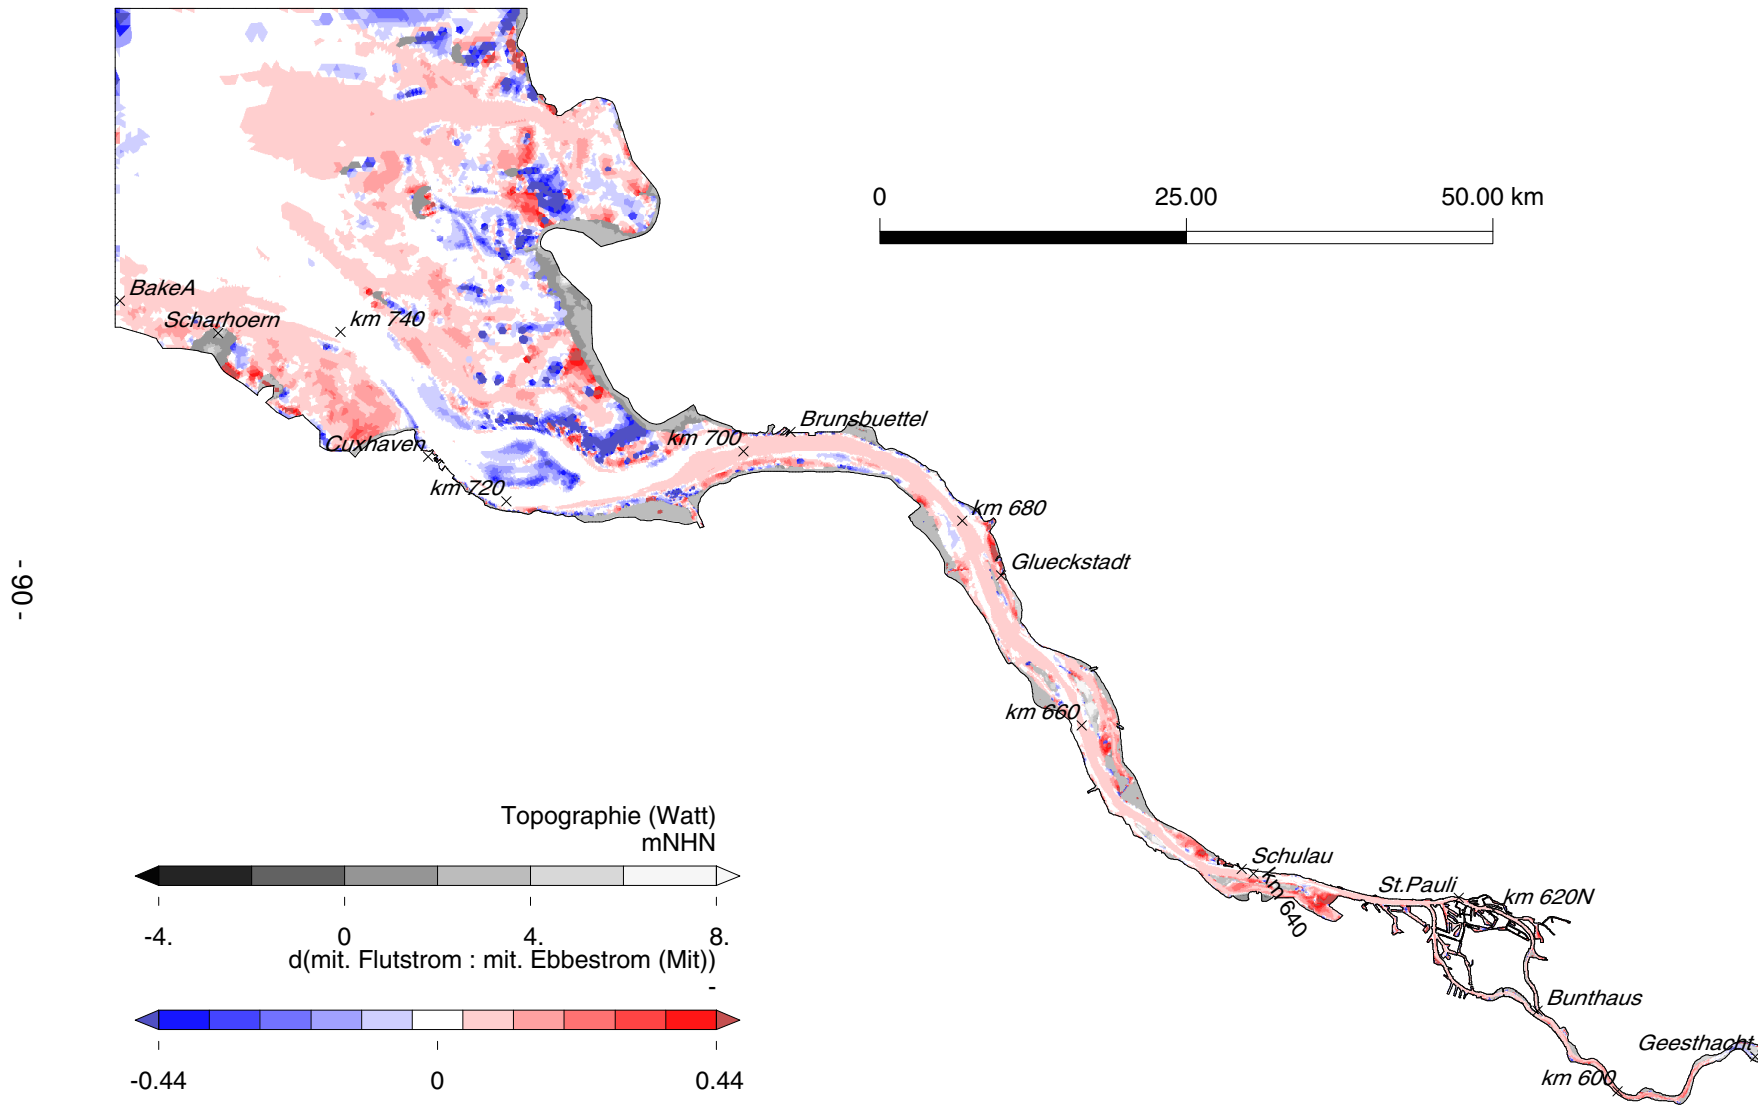 0 25.00 50.00 km
BakeA
Scharhoern
km 740
Cuxhaven
km 720
km 700
Brunsbuettel
km 680
Glueckstadt
km 660
Schulau
km 640
St.Pauli
km 620N
Bunthaus
Geesthacht
km 600
- 90 -
Topographie (Watt)
mNHN
-4. 0 4. 8.
d(mit. Flutstrom : mit. Ebbestrom (Mit))
-
-0.44 0 0.44